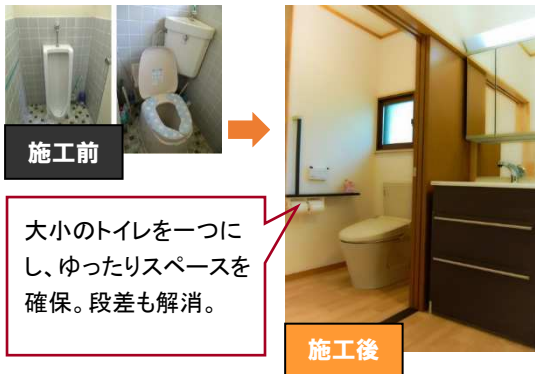 施工前
大小のトイレを一つに
し、ゆったりスペースを
確保。段差も解消。
施工後